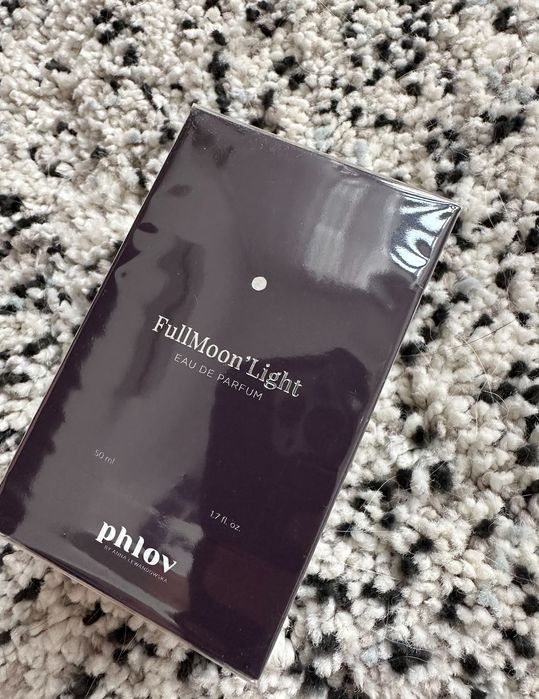 FullMoon'Light
EAU DE PARFUM
50 ml
1.7 fl. oz.
phlov
BY ANNA LEWANDOWSKA